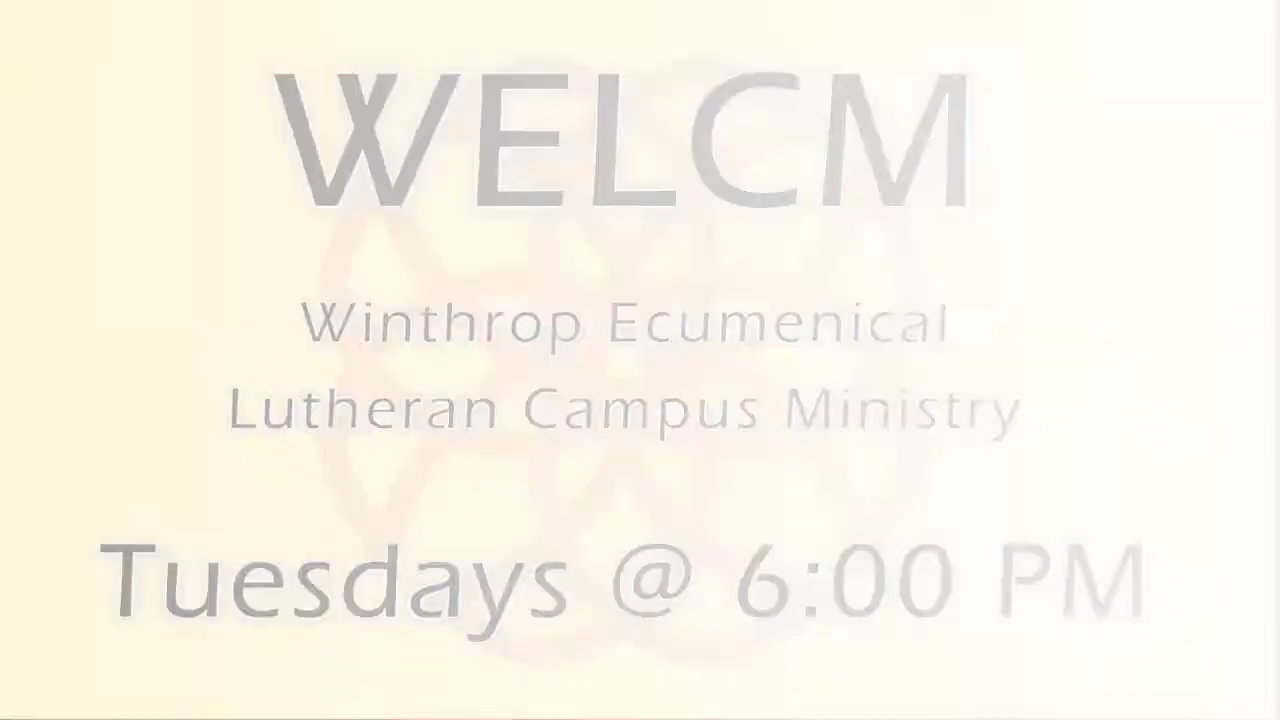 WELCM
Winthrop Ecumenical
Lutheran Campus Ministry
Tuesdays @ 6:00 PM